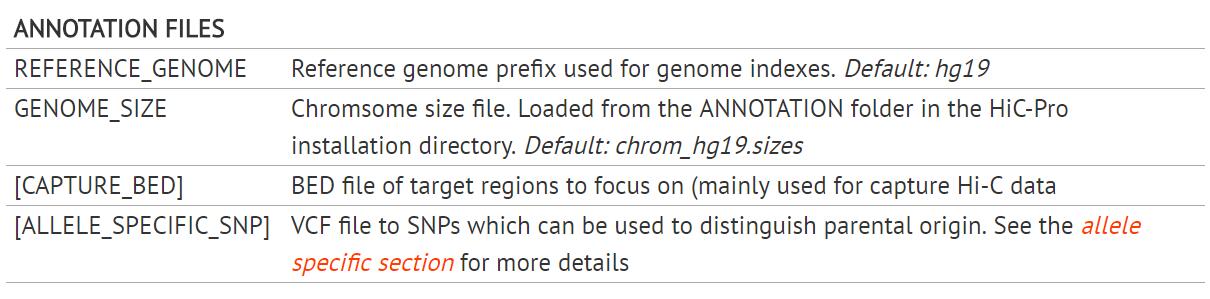 ANNOTATION FILES
REFERENCE_GENOME Reference genome prefix used for genome indexes. Default: hg19
GENOME_SIZE Chromsome size file. Loaded from the ANNOTATION folder in the HiC-Pro
installation directory. Default: chrom_hg19.sizes
[CAPTURE_BED] BED file of target regions to focus on (mainly used for capture Hi-C data
[ALLELE_SPECIFIC_SNP] VCF file to SNPs which can be used to distinguish parental origin. See the allele
specific section for more details